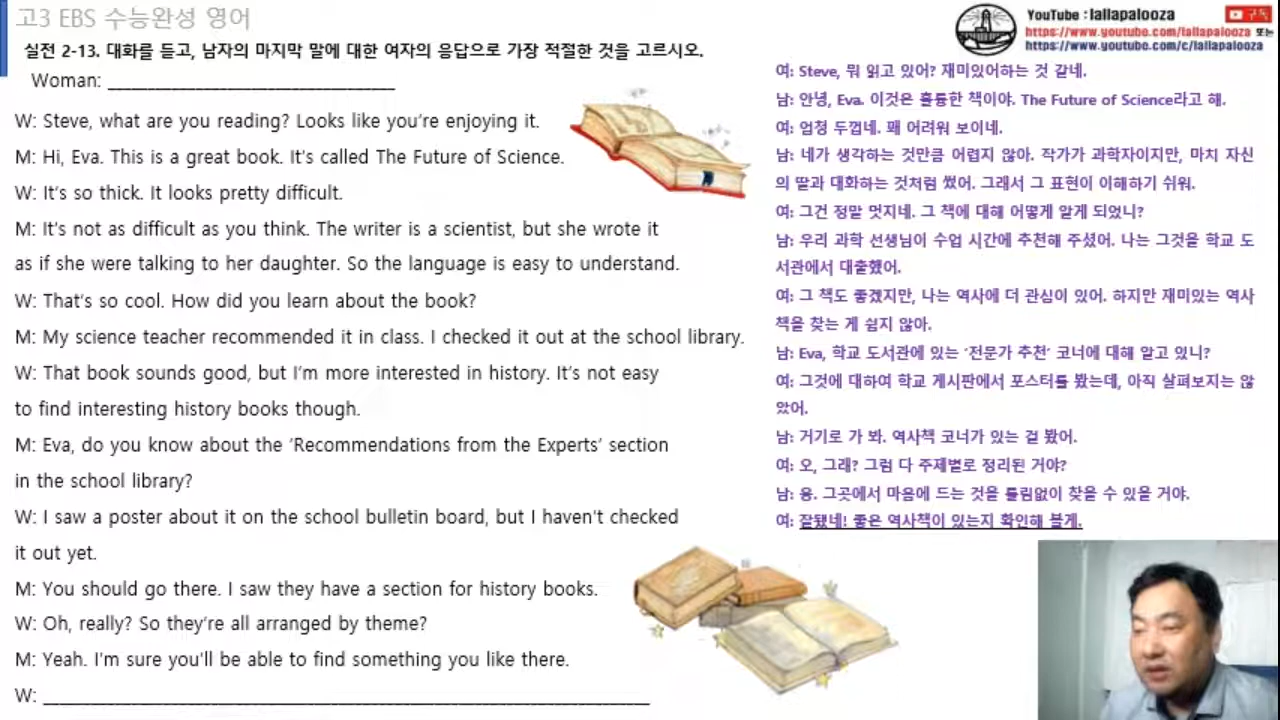 고3 EBS 수능완성 영어
YouTube : lallapalooza
구독
https://www.youtube.com/lallapalooza 또는
https://www.youtube.com/c/lallapalooza
실전 2-13. 대화를 듣고, 남자의 마지막 말에 대한 여자의 응답으로 가장 적절한 것을 고르시오.
Woman: ______________________________
W: Steve, what are you reading? Looks like you're enjoying it.
M: Hi, Eva. This is a great book. It's called The Future of Science.
W: It's so thick. It looks pretty difficult.
M: It's not as difficult as you think. The writer is a scientist, but she wrote it
as if she were talking to her daughter. So the language is easy to understand.
W: That's so cool. How did you learn about the book?
M: My science teacher recommended it in class. I checked it out at the school library.
W: That book sounds good, but I'm more interested in history. It's not easy
to find interesting history books though.
M: Eva, do you know about the 'Recommendations from the Experts' section
in the school library?
W: I saw a poster about it on the school bulletin board, but I haven't checked
it out yet.
M: You should go there. I saw they have a section for history books.
W: Oh, really? So they're all arranged by theme?
M: Yeah. I'm sure you'll be able to find something you like there.
W: ______________________________
여: Steve, 뭐 읽고 있어? 재미있어하는 것 같네.
남: 안녕, Eva. 이것은 훌륭한 책이야. The Future of Science라고 해.
여: 엄청 두껍네. 꽤 어려워 보이네.
남: 네가 생각하는 것만큼 어렵지 않아. 작가가 과학자이지만, 마치 자신
의 딸과 대화하는 것처럼 썼어. 그래서 그 표현이 이해하기 쉬워.
여: 그건 정말 멋지네. 그 책에 대해 어떻게 알게 되었니?
남: 우리 과학 선생님이 수업 시간에 추천해 주셨어. 나는 그것을 학교 도
서관에서 대출했어.
여: 그 책도 좋겠지만, 나는 역사에 더 관심이 있어. 하지만 재미있는 역사
책을 찾는 게 쉽지 않아.
남: Eva, 학교 도서관에 있는 '전문가 추천' 코너에 대해 알고 있니?
여: 그것에 대하여 학교 게시판에서 포스터를 봤는데, 아직 살펴보지는 않
았어.
남: 거기로 가 봐. 역사책 코너가 있는 걸 봤어.
여: 오, 그래? 그럼 다 주제별로 정리된 거야?
남: 응. 그곳에서 마음에 드는 것을 틀림없이 찾을 수 있을 거야.
여: 잘됐네! 좋은 역사책이 있는지 확인해 볼게.